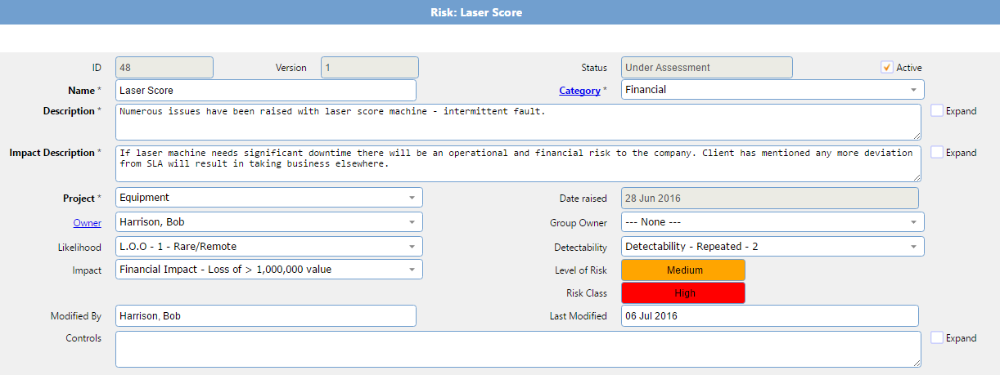 Risk: Laser Score
ID 48 Version 1 Status Under Assessment Active
Name * Laser Score Category * Financial
Description * Numerous issues have been raised with laser score machine - intermittent fault. Expand
Impact Description * If laser machine needs significant downtime there will be an operational and financial risk to the company. Client has mentioned any more deviation Expand
from SLA will result in taking business elsewhere.
Project * Equipment Date raised 28 Jun 2016
Owner Harrison, Bob Group Owner --- None ---
Likelihood L.O.O - 1 - Rare/Remote Detectability Detectability - Repeated - 2
Impact Financial Impact - Loss of > 1,000,000 value Level of Risk Medium
Risk Class High
Modified By Harrison, Bob Last Modified 06 Jul 2016
Controls Expand